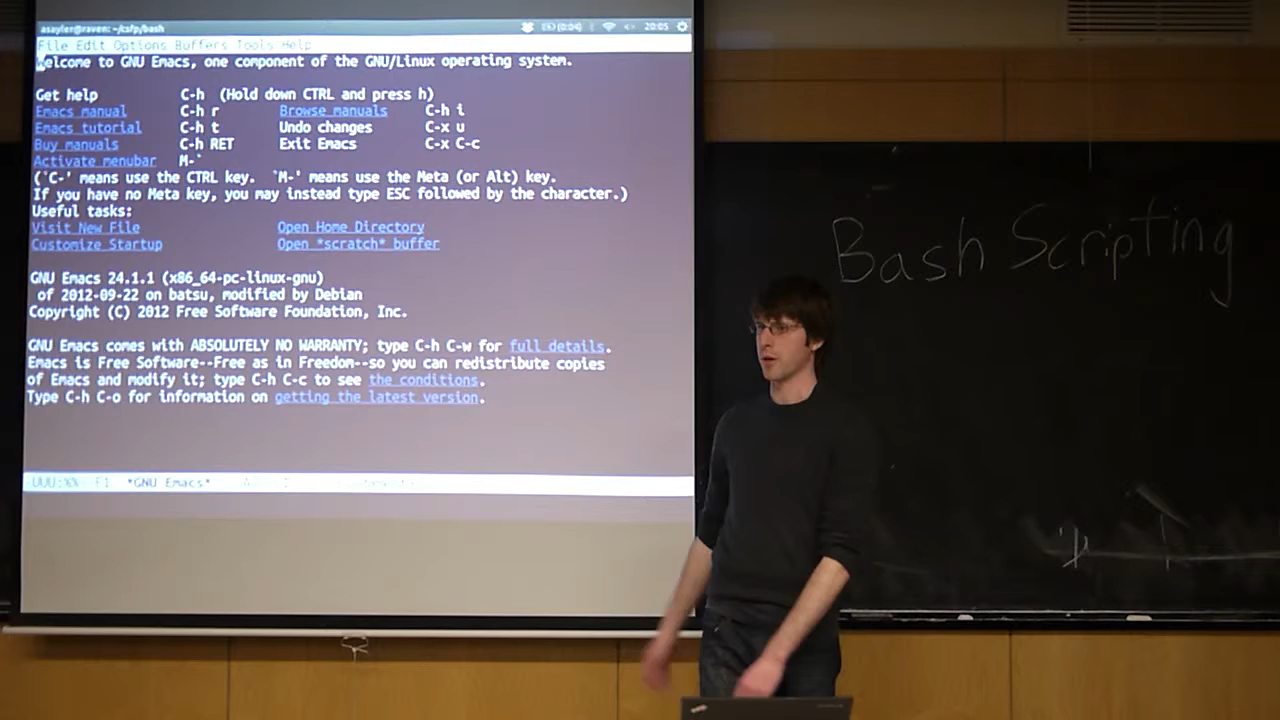 asayler@raven: ~/csfp/bash (0:04) 20:05
File Edit Options Buffers Tools Help
Welcome to GNU Emacs, one component of the GNU/Linux operating system.
Get help C-h (Hold down CTRL and press h)
Emacs manual C-h r Browse manuals C-h i
Emacs tutorial C-h t Undo changes C-x u
Buy manuals C-h RET Exit Emacs C-x C-c
Activate menubar M-`
(`C-' means use the CTRL key. `M-' means use the Meta (or Alt) key.
If you have no Meta key, you may instead type ESC followed by the character.)
Useful tasks:
Visit New File Open Home Directory
Customize Startup Open *scratch* buffer
GNU Emacs 24.1.1 (x86_64-pc-linux-gnu)
of 2012-09-22 on batsu, modified by Debian
Copyright (C) 2012 Free Software Foundation, Inc.
GNU Emacs comes with ABSOLUTELY NO WARRANTY; type C-h C-w for full details.
Emacs is Free Software--Free as in Freedom--so you can redistribute copies
of Emacs and modify it; type C-h C-c to see the conditions.
Type C-h C-o for information on getting the latest version.
-UUU:%% F1 *GNU Emacs*
Bash Scripting